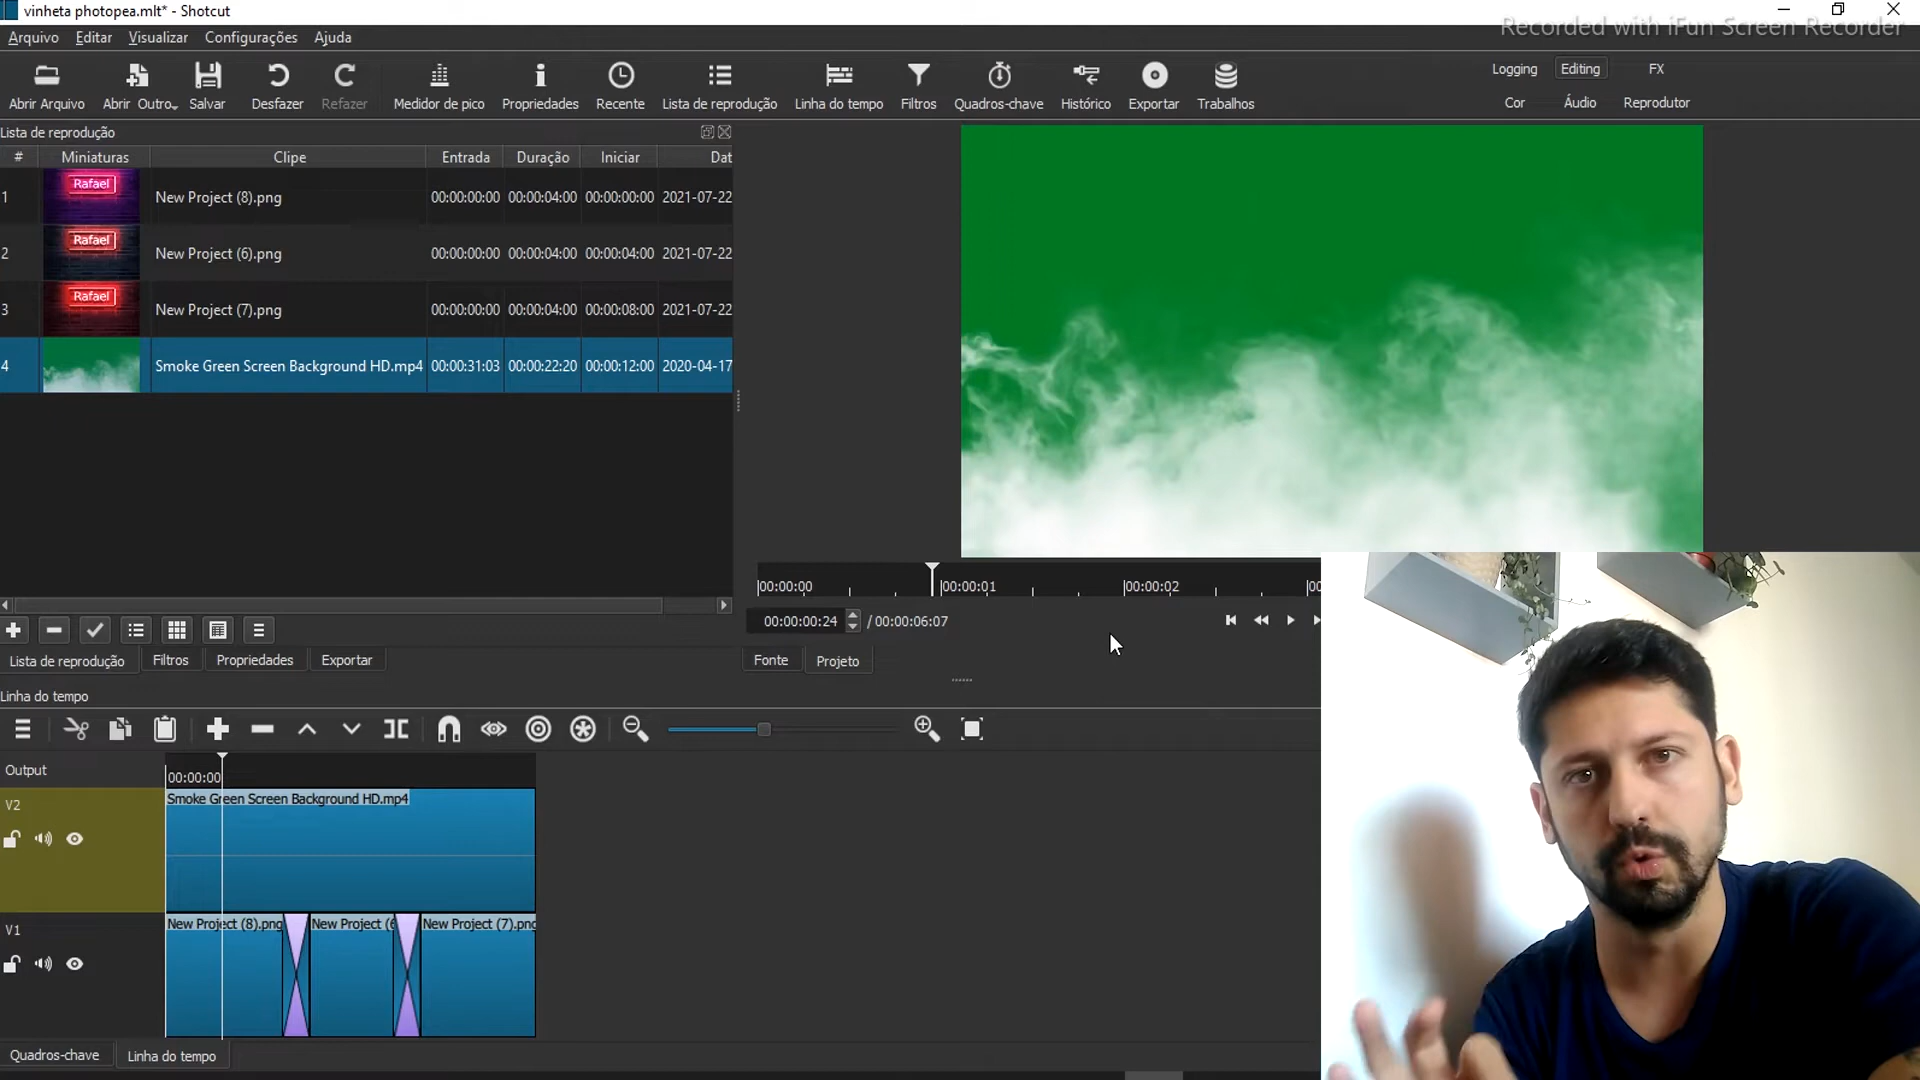 vinheta photopea.mlt* - Shotcut
Recorded with iFun Screen Recorder
Arquivo Editar Visualizar Configurações Ajuda
Abrir Arquivo Abrir Outro.. Salvar Desfazer Refazer Medidor de pico Propriedades Recente Lista de reprodução Linha do tempo Filtros Quadros-chave Histórico Exportar Trabalhos
Logging Editing FX
Cor Áudio Reprodutor
Lista de reprodução
# Miniaturas Clipe Entrada Duração Iniciar Dat
1 Rafael New Project (8).png 00:00:00:00 00:00:04:00 00:00:00:00 2021-07-22
2 Rafael New Project (6).png 00:00:00:00 00:00:04:00 00:00:04:00 2021-07-22
3 Rafael New Project (7).png 00:00:00:00 00:00:04:00 00:00:08:00 2021-07-22
4 Smoke Green Screen Background HD.mp4 00:00:31:03 00:00:22:20 00:00:12:00 2020-04-17
00:00:00 00:00:01 00:00:02 00
00:00:00:24 / 00:00:06:07
Lista de reprodução Filtros Propriedades Exportar
Fonte Projeto
Linha do tempo
Output 00:00:00
V2 Smoke Green Screen Background HD.mp4
V1 New Project (8).png New Project (6 New Project (7).png
Quadros-chave Linha do tempo